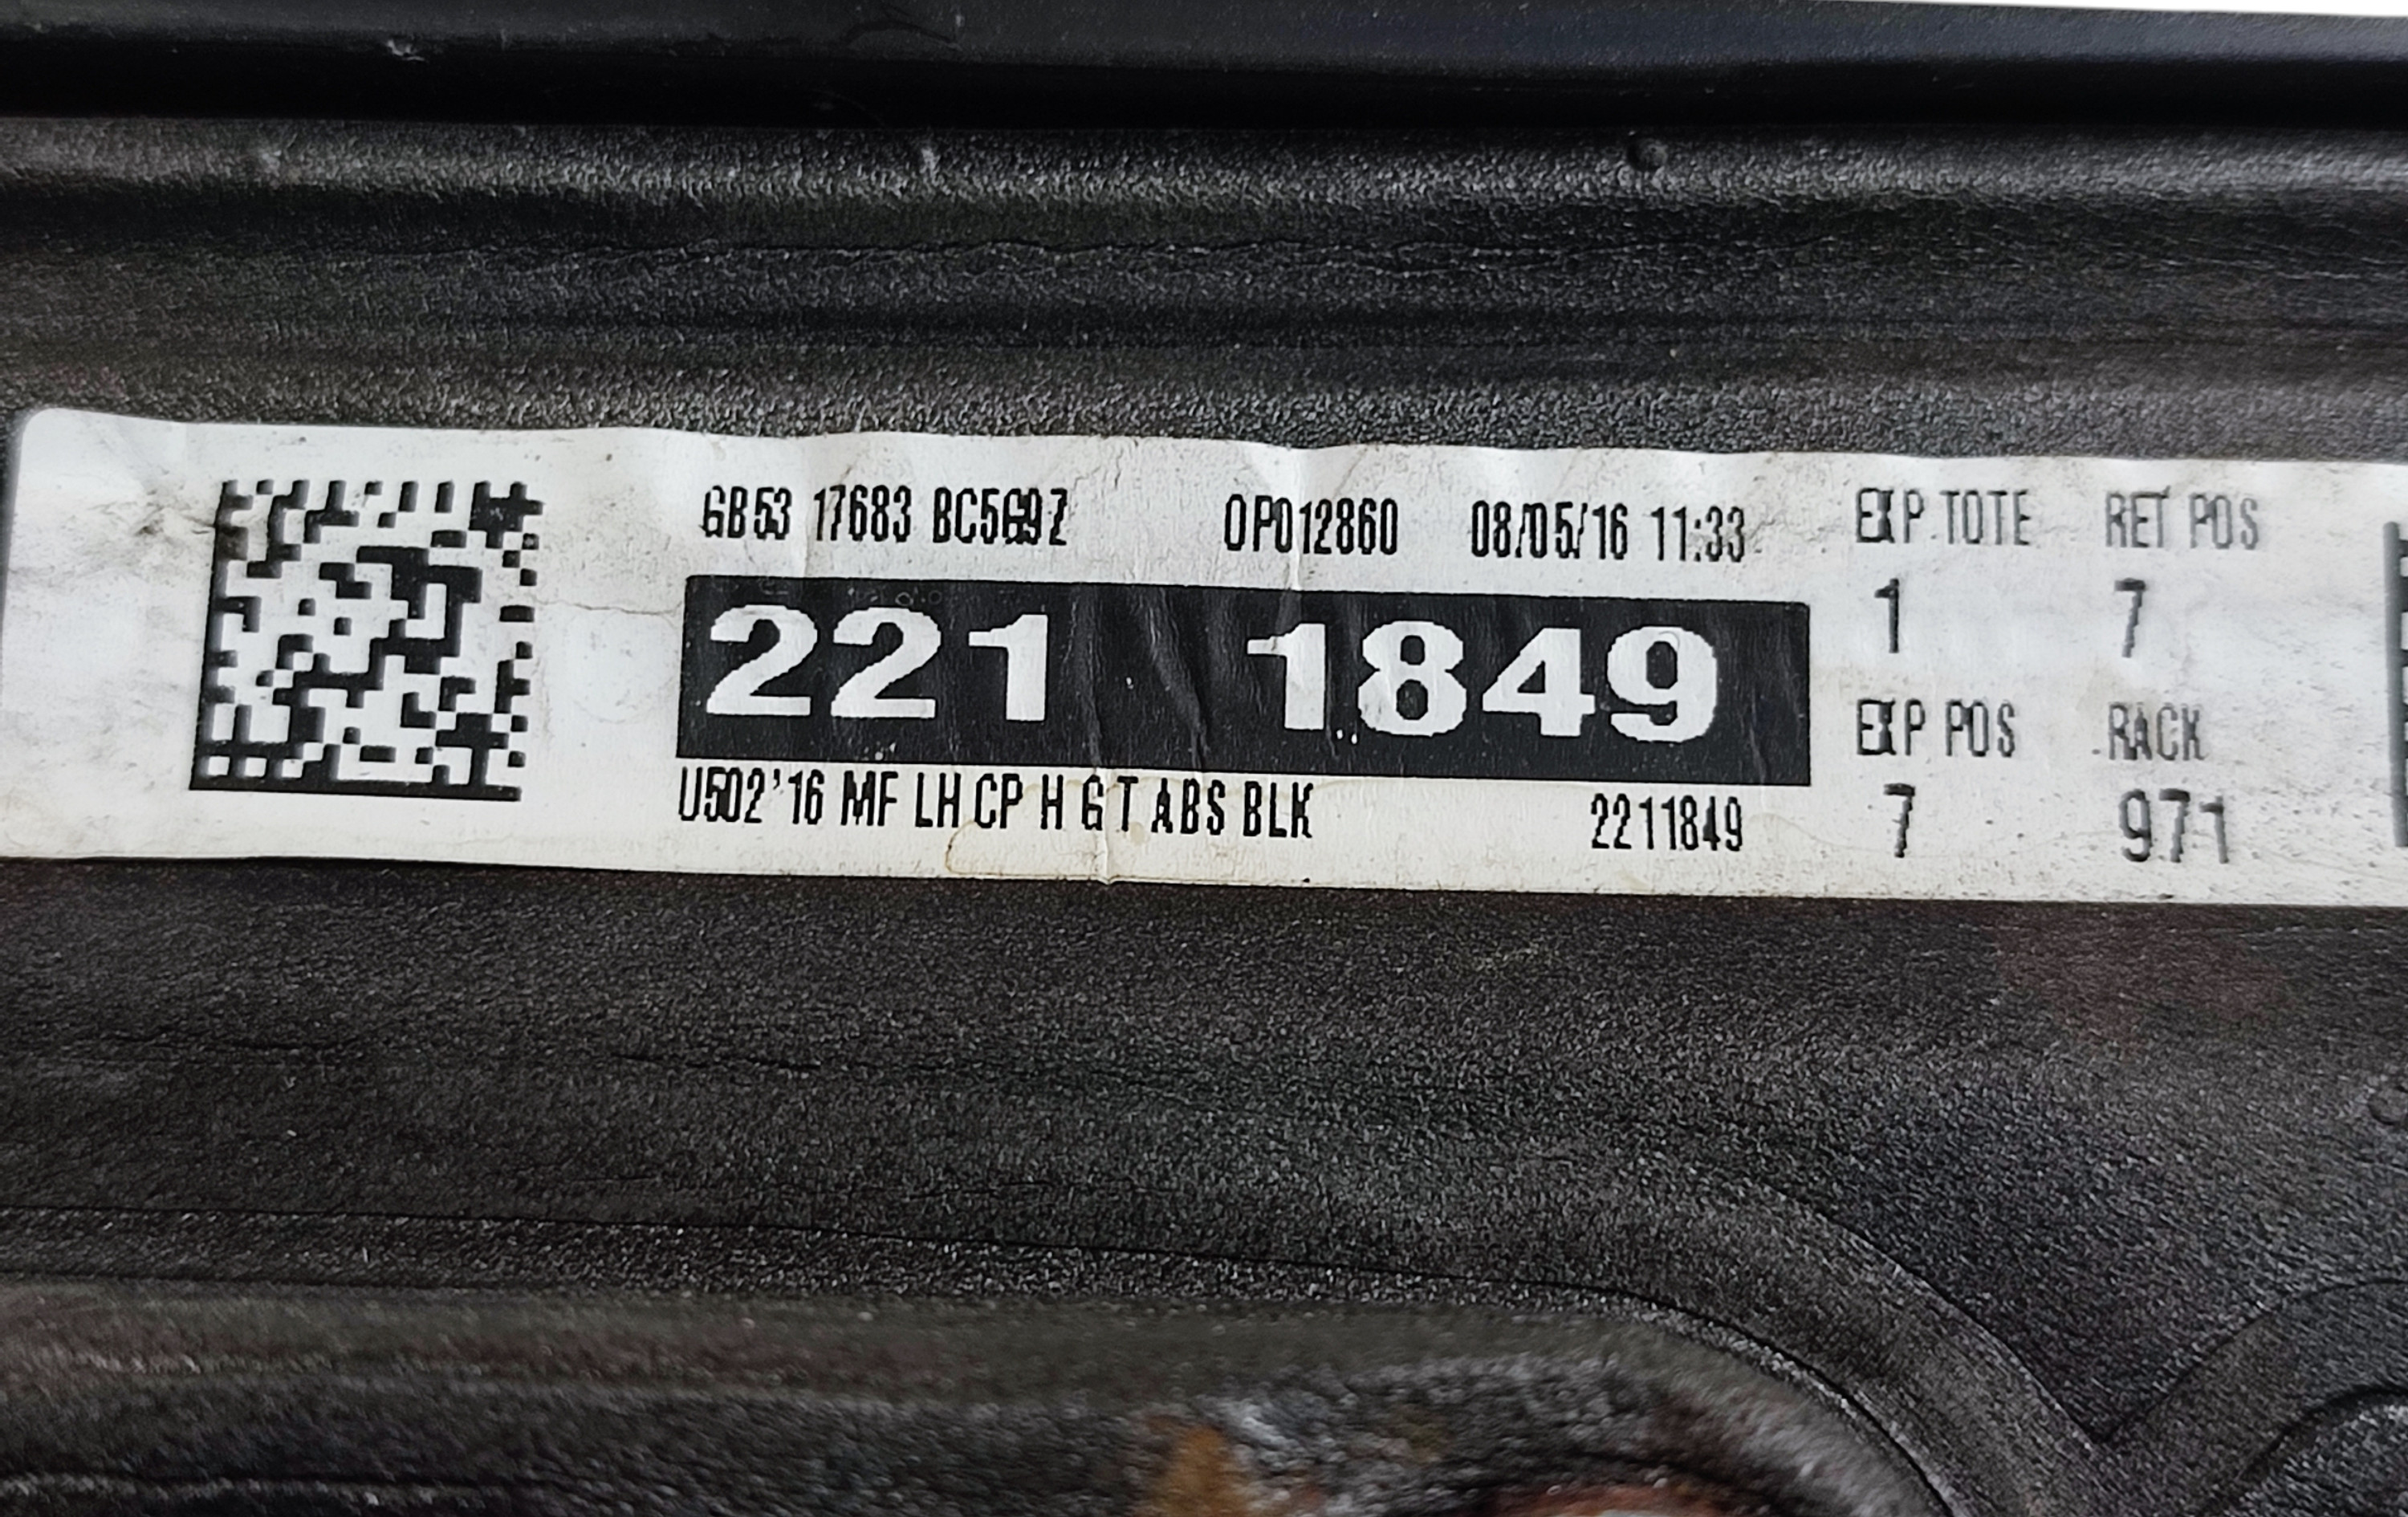 GB53 17683 BC5G9Z 0P012860 08/05/16 11:33
221 1849
U502'16 MF LH CP H G T ABS BLK 2211849
EXP TOTE RET POS
1 7
EXP POS RACK
7 971